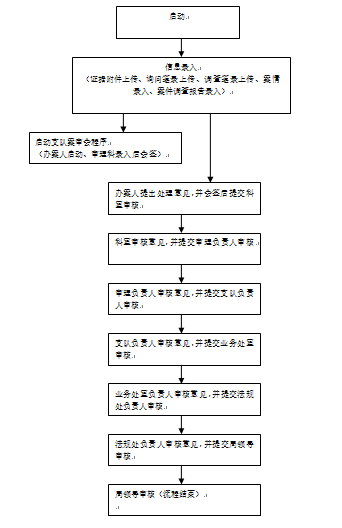 启动.
信息录入.
(证据附件上传、询问笔录上传、调查笔录上传、案情
录入、案件调查报告录入).
启动支队案审会程序.
(办案人启动、审理科录入后会签).
办案人提出处理意见,并会签后提交科
室审核.
科室审核意见,并提交审理负责人审核.
审理负责人审核意见,并提交支队负责
人审核.
支队负责人审核意见,并提交业务处室
审核.
业务处室负责人审核意见,并提交法规
处负责人审核.
法规处负责人审核意见,并提交局领导
审核.
局领导审核(流程结束).